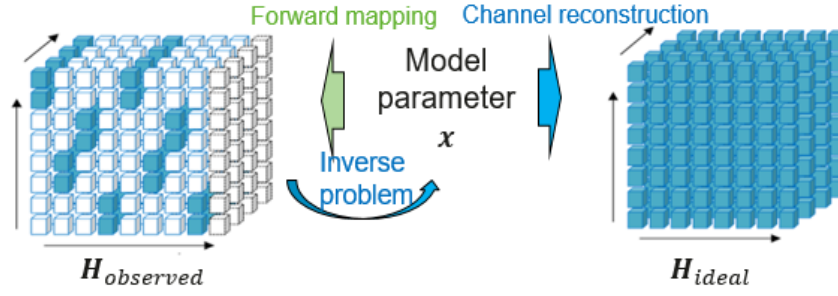 Forward mapping
Channel reconstruction
Model
parameter
x
Inverse
problem
H_observed
H_ideal